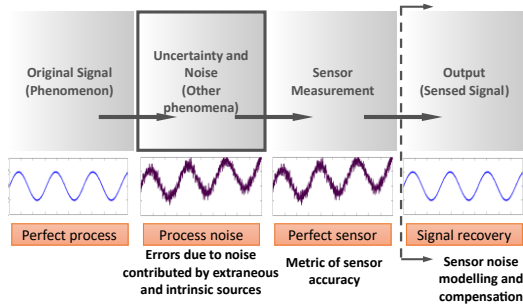 Original Signal
(Phenomenon)
Uncertainty and
Noise
(Other
phenomena)
Sensor
Measurement
Output
(Sensed Signal)
Perfect process
Process noise
Perfect sensor
Signal recovery
Errors due to noise
contributed by extraneous
and intrinsic sources
Metric of sensor
accuracy
Sensor noise
modelling and
compensation